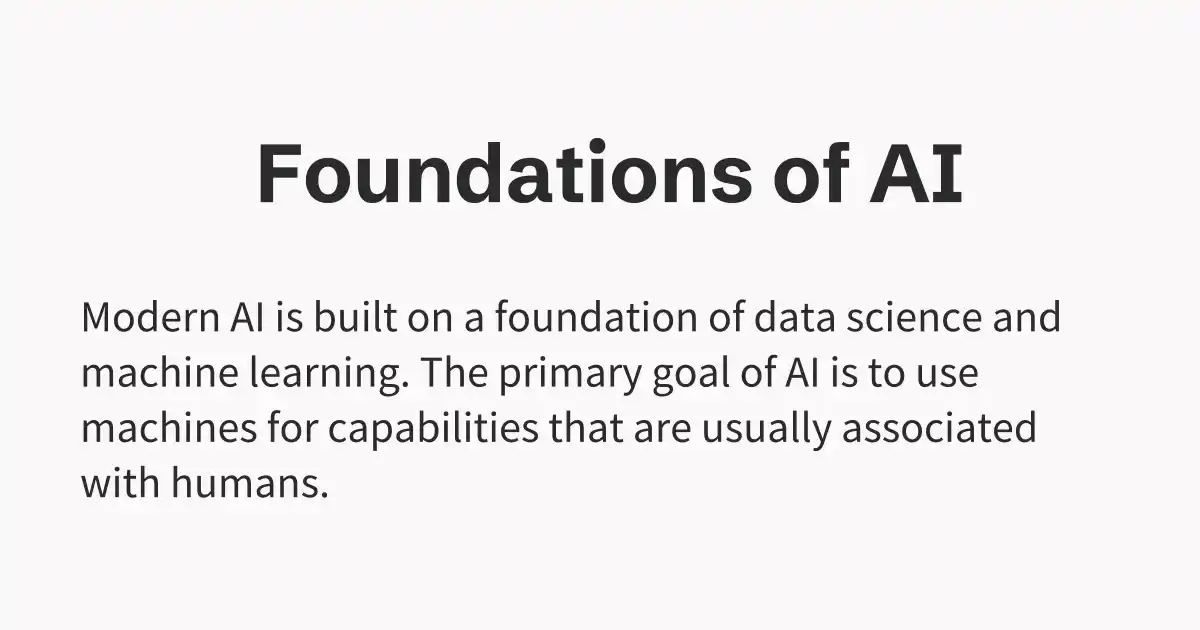 Foundations of AI
Modern AI is built on a foundation of data science and
machine learning. The primary goal of AI is to use
machines for capabilities that are usually associated
with humans.